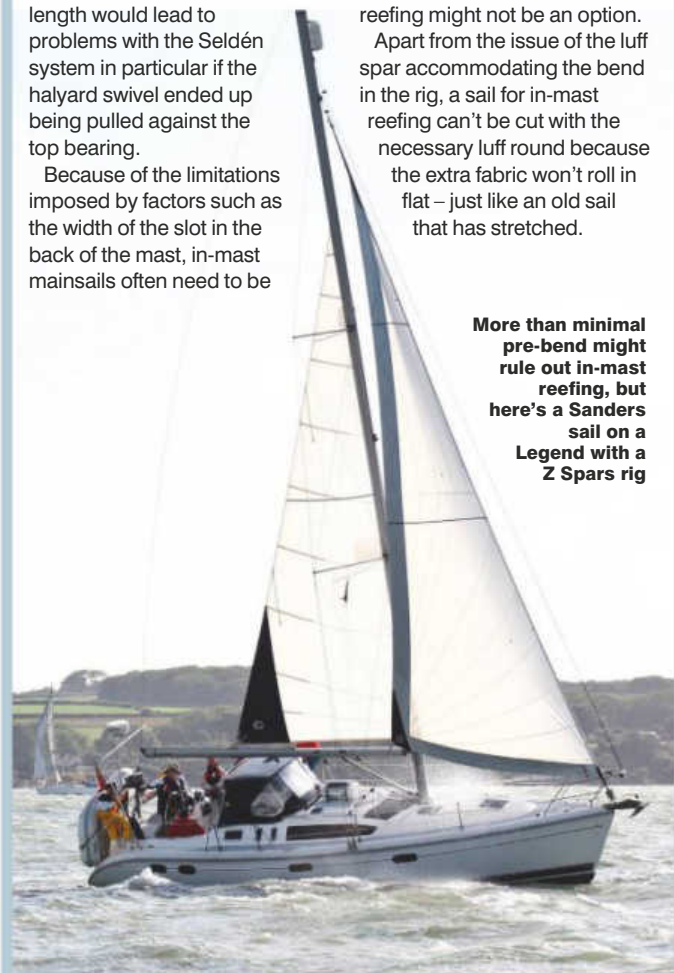 length would lead to
problems with the Seldén
system in particular if the
halyard swivel ended up
being pulled against the
top bearing.
Because of the limitations
imposed by factors such as
the width of the slot in the
back of the mast, in-mast
mainsails often need to be
reefing might not be an option.
Apart from the issue of the luff
spar accommodating the bend
in the rig, a sail for in-mast
reefing can’t be cut with the
necessary luff round because
the extra fabric won’t roll in
flat – just like an old sail
that has stretched.
More than minimal
pre-bend might
rule out in-mast
reefing, but
here’s a Sanders
sail on a
Legend with a
Z Spars rig